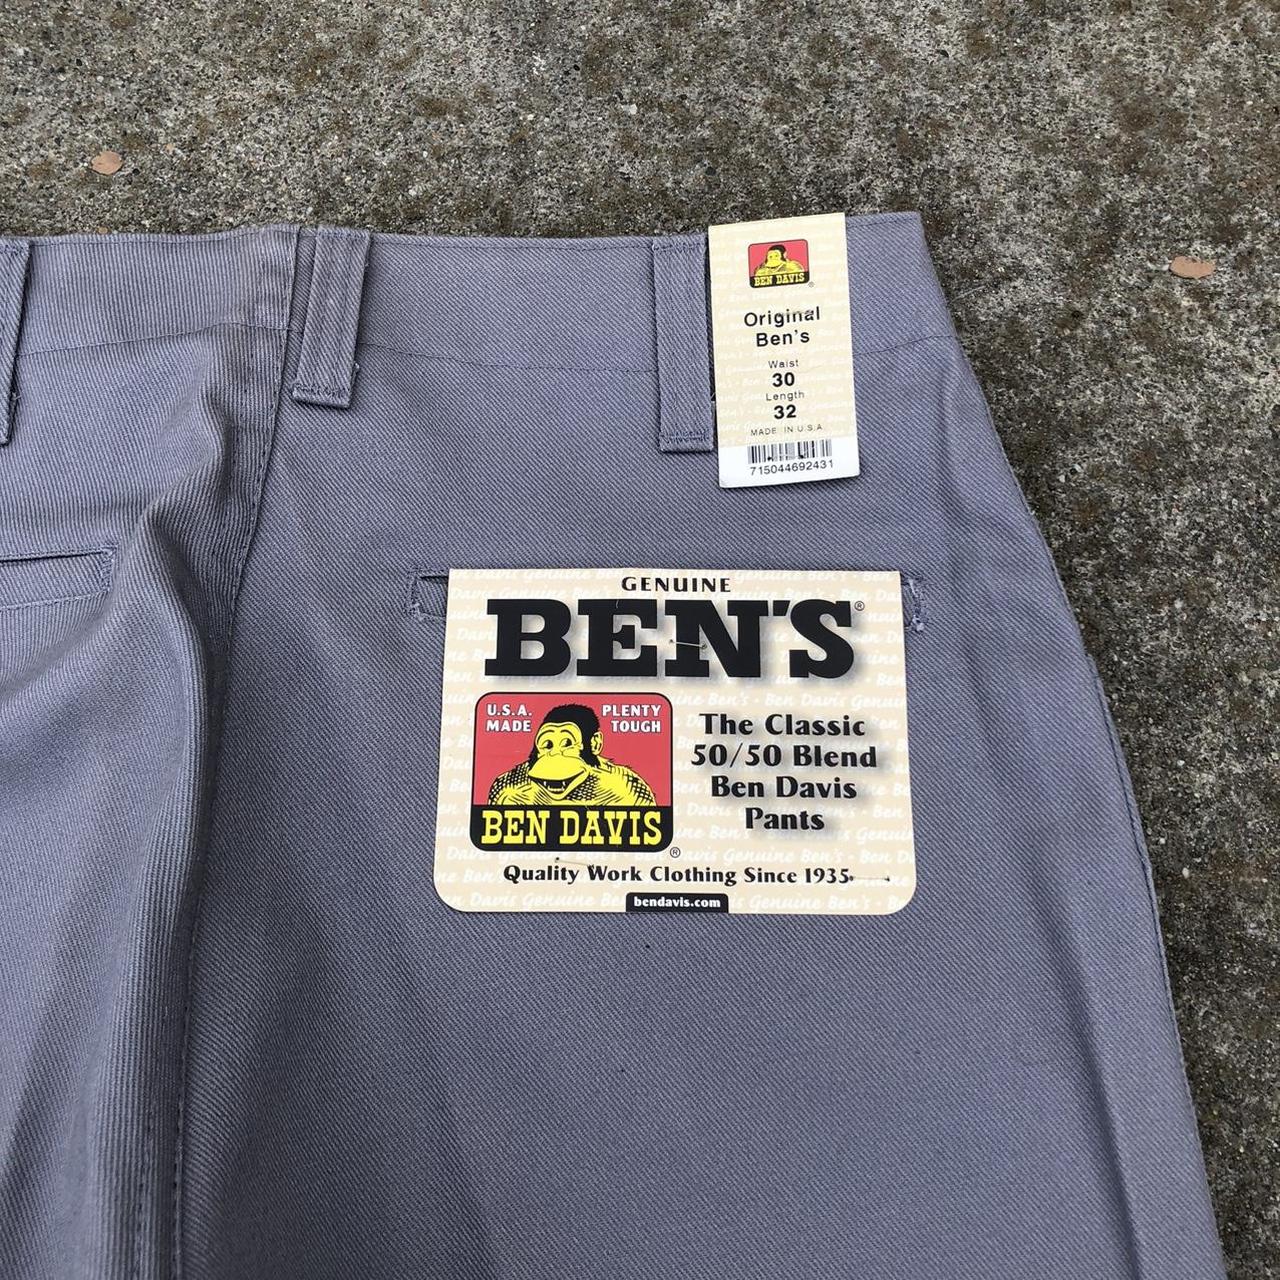 BEN DAVIS
®
Original
Ben's
Waist
30
Length
32
MADE IN U.S.A.
715044692431
GENUINE
BEN'S®
U.S.A. MADE
PLENTY TOUGH
BEN DAVIS
®
The Classic
50/50 Blend
Ben Davis
Pants
Quality Work Clothing Since 1935
bendavis.com